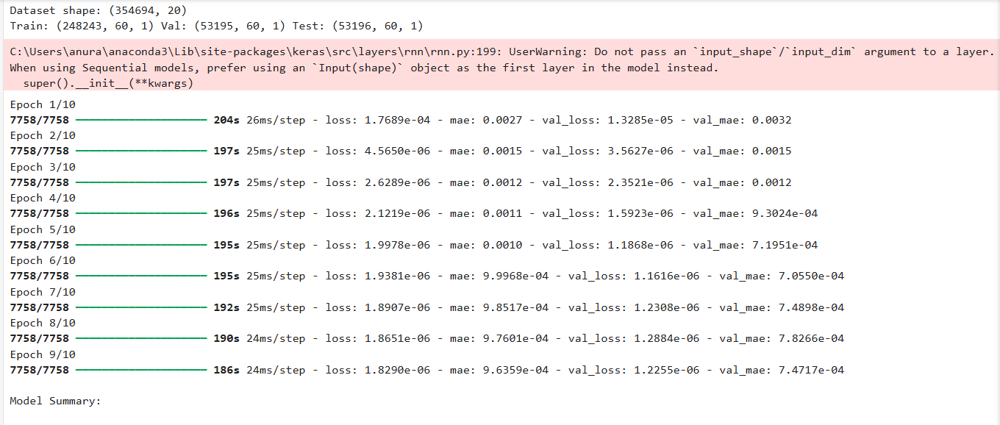 Dataset shape: (354694, 20)
Train: (248243, 60, 1) Val: (53195, 60, 1) Test: (53196, 60, 1)
C:\Users\anura\anaconda3\Lib\site-packages\keras\src\layers\rnn\rnn.py:199: UserWarning: Do not pass an `input_shape`/`input_dim` argument to a layer.
When using Sequential models, prefer using an `Input(shape)` object as the first layer in the model instead.
  super().__init__(**kwargs)
Epoch 1/10
7758/7758 ━━━━━━━━━━━━━━━━━━━━ 204s 26ms/step - loss: 1.7689e-04 - mae: 0.0027 - val_loss: 1.3285e-05 - val_mae: 0.0032
Epoch 2/10
7758/7758 ━━━━━━━━━━━━━━━━━━━━ 197s 25ms/step - loss: 4.5650e-06 - mae: 0.0015 - val_loss: 3.5627e-06 - val_mae: 0.0015
Epoch 3/10
7758/7758 ━━━━━━━━━━━━━━━━━━━━ 197s 25ms/step - loss: 2.6289e-06 - mae: 0.0012 - val_loss: 2.3521e-06 - val_mae: 0.0012
Epoch 4/10
7758/7758 ━━━━━━━━━━━━━━━━━━━━ 196s 25ms/step - loss: 2.1219e-06 - mae: 0.0011 - val_loss: 1.5923e-06 - val_mae: 9.3024e-04
Epoch 5/10
7758/7758 ━━━━━━━━━━━━━━━━━━━━ 195s 25ms/step - loss: 1.9978e-06 - mae: 0.0010 - val_loss: 1.1868e-06 - val_mae: 7.1951e-04
Epoch 6/10
7758/7758 ━━━━━━━━━━━━━━━━━━━━ 195s 25ms/step - loss: 1.9381e-06 - mae: 9.9968e-04 - val_loss: 1.1616e-06 - val_mae: 7.0550e-04
Epoch 7/10
7758/7758 ━━━━━━━━━━━━━━━━━━━━ 192s 25ms/step - loss: 1.8907e-06 - mae: 9.8517e-04 - val_loss: 1.2308e-06 - val_mae: 7.4898e-04
Epoch 8/10
7758/7758 ━━━━━━━━━━━━━━━━━━━━ 190s 24ms/step - loss: 1.8651e-06 - mae: 9.7601e-04 - val_loss: 1.2884e-06 - val_mae: 7.8266e-04
Epoch 9/10
7758/7758 ━━━━━━━━━━━━━━━━━━━━ 186s 24ms/step - loss: 1.8290e-06 - mae: 9.6359e-04 - val_loss: 1.2255e-06 - val_mae: 7.4717e-04
Model Summary: